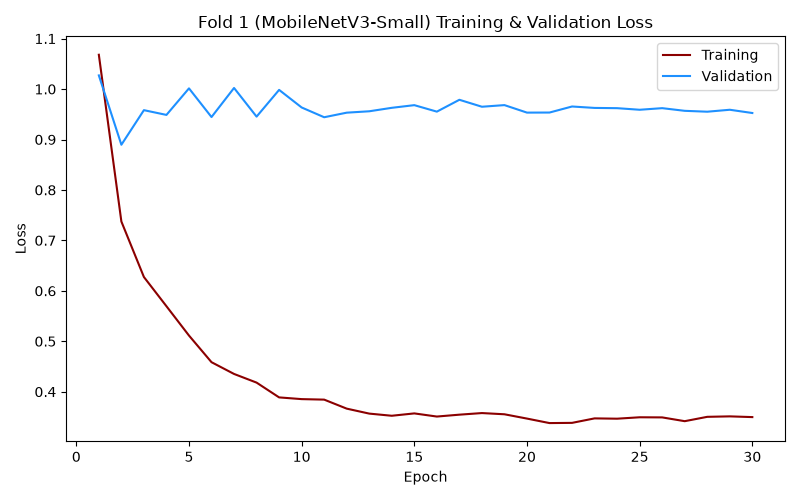 Fold 1 (MobileNetV3-Small) Training & Validation Loss
Training
Validation
Loss
1.1
1.0
0.9
0.8
0.7
0.6
0.5
0.4
0 5 10 15 20 25 30
Epoch